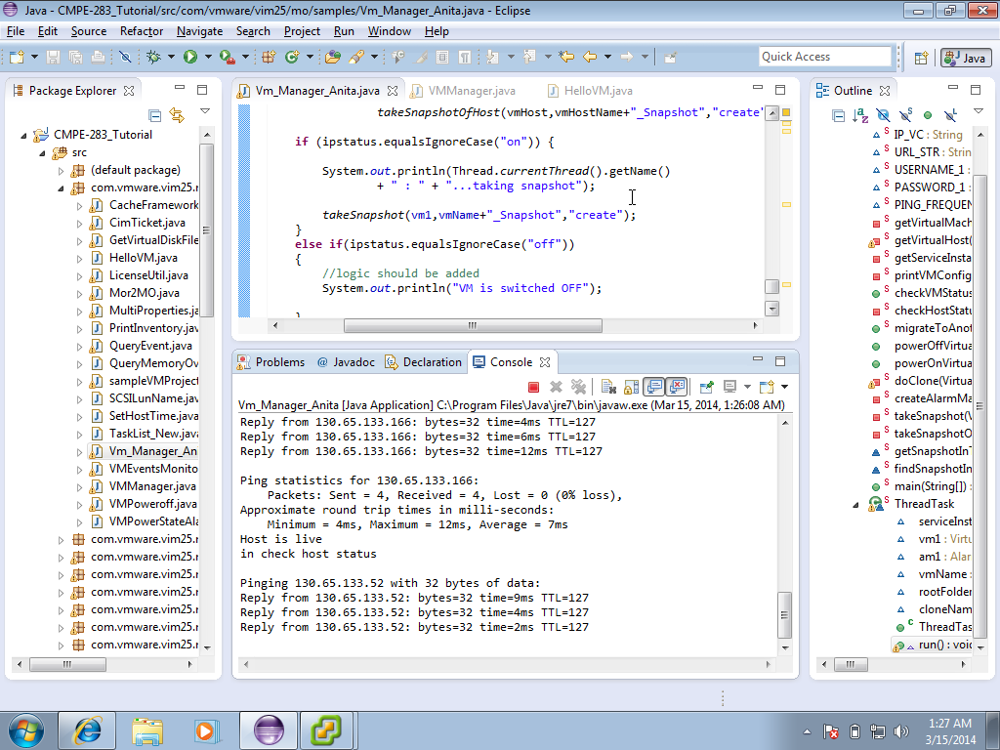 Java - CMPE-283_Tutorial/src/com/vmware/vim25/mo/samples/Vm_Manager_Anita.java - Eclipse
File Edit Source Refactor Navigate Search Project Run Window Help
Quick Access
Java
Package Explorer
CMPE-283_Tutorial
src
(default package)
com.vmware.vim25.r
CacheFramework
CimTicket.java
GetVirtualDiskFile
HelloVM.java
LicenseUtil.java
Mor2MO.java
MultiProperties.ja
PrintInventory.jav
QueryEvent.java
QueryMemoryOv
sampleVMProject
SCSILunName.jav
SetHostTime.java
TaskList_New.java
Vm_Manager_An
VMEventsMonito
VMManager.java
VMPoweroff.java
VMPowerStateAla
com.vmware.vim25.r
com.vmware.vim25.r
com.vmware.vim25.r
com.vmware.vim25.r
com.vmware.vim25.r
com.vmware.vim25.r
com.vmware.vim25.r
Vm_Manager_Anita.java VMManager.java HelloVM.java
takeSnapshotOfHost(vmHost,vmHostName+"_Snapshot","create"
if (ipstatus.equalsIgnoreCase("on")) {
System.out.println(Thread.currentThread().getName()
+ " : " + "...taking snapshot");
takeSnapshot(vm1,vmName+"_Snapshot","create");
}
else if(ipstatus.equalsIgnoreCase("off"))
{
//logic should be added
System.out.println("VM is switched OFF");
}
Problems @ Javadoc Declaration Console
Vm_Manager_Anita [Java Application] C:\Program Files\Java\jre7\bin\javaw.exe (Mar 15, 2014, 1:26:08 AM)
Reply from 130.65.133.166: bytes=32 time=4ms TTL=127
Reply from 130.65.133.166: bytes=32 time=6ms TTL=127
Reply from 130.65.133.166: bytes=32 time=12ms TTL=127
Ping statistics for 130.65.133.166:
Packets: Sent = 4, Received = 4, Lost = 0 (0% loss),
Approximate round trip times in milli-seconds:
Minimum = 4ms, Maximum = 12ms, Average = 7ms
Host is live
in check host status
Pinging 130.65.133.52 with 32 bytes of data:
Reply from 130.65.133.52: bytes=32 time=9ms TTL=127
Reply from 130.65.133.52: bytes=32 time=4ms TTL=127
Reply from 130.65.133.52: bytes=32 time=2ms TTL=127
Outline
IP_VC : String
URL_STR : Strin
USERNAME_1 :
PASSWORD_1 :
PING_FREQUEN
getVirtualMach
getVirtualHost(
getServiceInsta
printVMConfig
checkVMStatus
checkHostStatu
migrateToAnot
powerOffVirtua
powerOnVirtua
doClone(Virtua
createAlarmMa
takeSnapshot(V
takeSnapshotO
getSnapshotInT
findSnapshotIn
main(String[])
ThreadTask
serviceInst
vm1 : Virtu
am1 : Alar
vmName :
rootFolder
cloneNam
ThreadTas
run() : voic
1:27 AM
3/15/2014